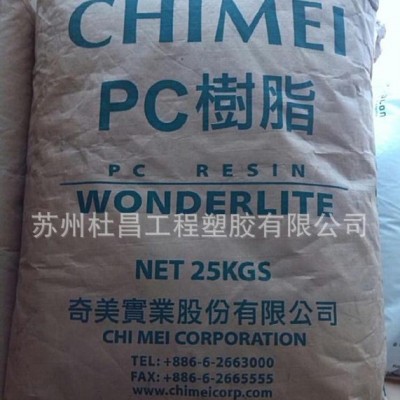 CHIMEI
PC樹脂
PC RESIN
WONDERLITE
苏州杜昌工程塑胶有限公司
NET 25KGS
奇美實業股份有限公司
CHI MEI CORPORATION
TEL: +886-6-2663000
FAX: +886-6-2665555
www.chimeicorp.com